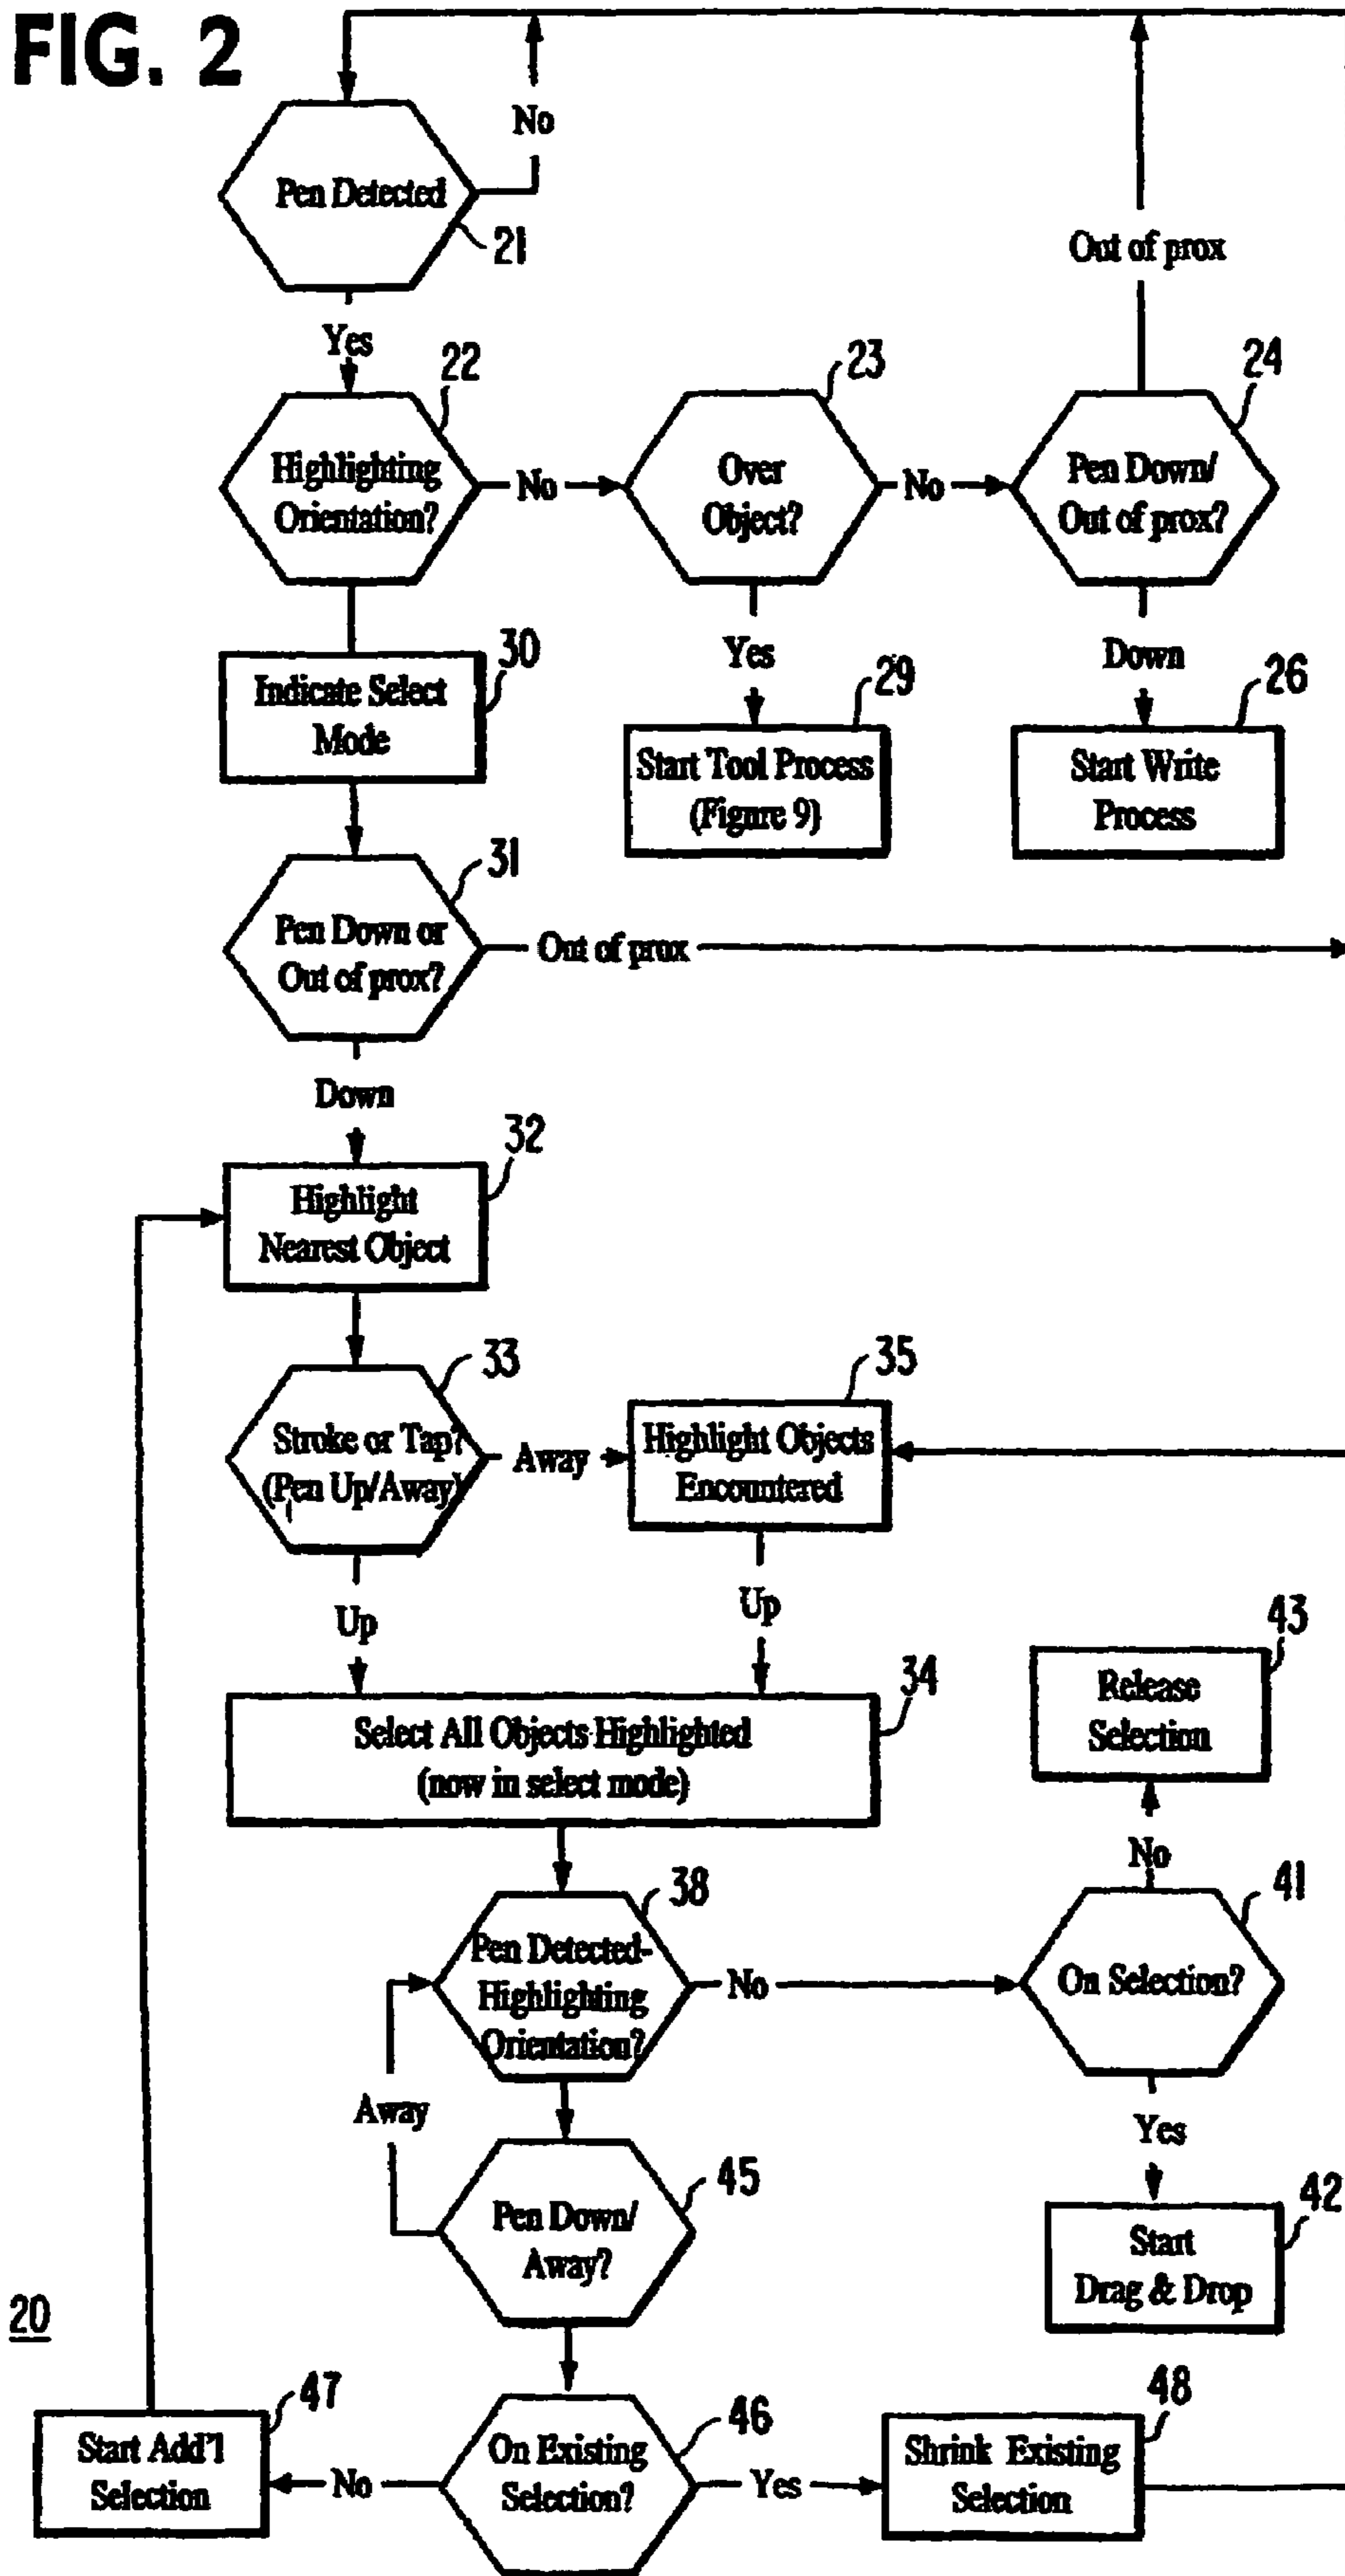 FIG. 2
No
Pen Detected
21
Out of prox
Yes
22
23
24
Highlighting
Orientation?
No
Over
Object?
No
Pen Down/
Out of prox?
30
Yes
Down
Indicate Select
Mode
29
26
Start Tool Process
(Figure 9)
Start Write
Process
31
Pen Down or
Out of prox?
Out of prox
Down
32
Highlight
Nearest Object
33
35
Stroke or Tap?
(Pen Up/Away)
Away
Highlight Objects
Encountered
Up
Up
43
34
Release
Selection
Select All Objects Highlighted
(now in select mode)
No
38
41
Pen Detected-
Highlighting
Orientation?
No
On Selection?
Away
Yes
45
42
Pen Down/
Away?
Start
Drag & Drop
20
47
46
48
Start Add'l
Selection
No
On Existing
Selection?
Yes
Shrink Existing
Selection